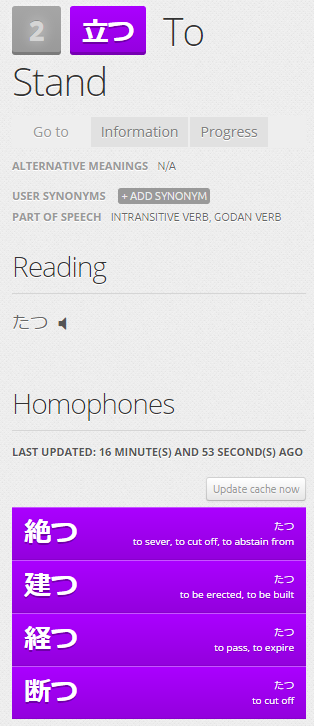 2 立つ To
Stand
Go to Information Progress
ALTERNATIVE MEANINGS N/A
USER SYNONYMS + ADD SYNONYM
PART OF SPEECH INTRANSITIVE VERB, GODAN VERB
Reading
たつ
Homophones
LAST UPDATED: 16 MINUTE(S) AND 53 SECOND(S) AGO
Update cache now
絶つ たつ
to sever, to cut off, to abstain from
建つ たつ
to be erected, to be built
経つ たつ
to pass, to expire
断つ たつ
to cut off